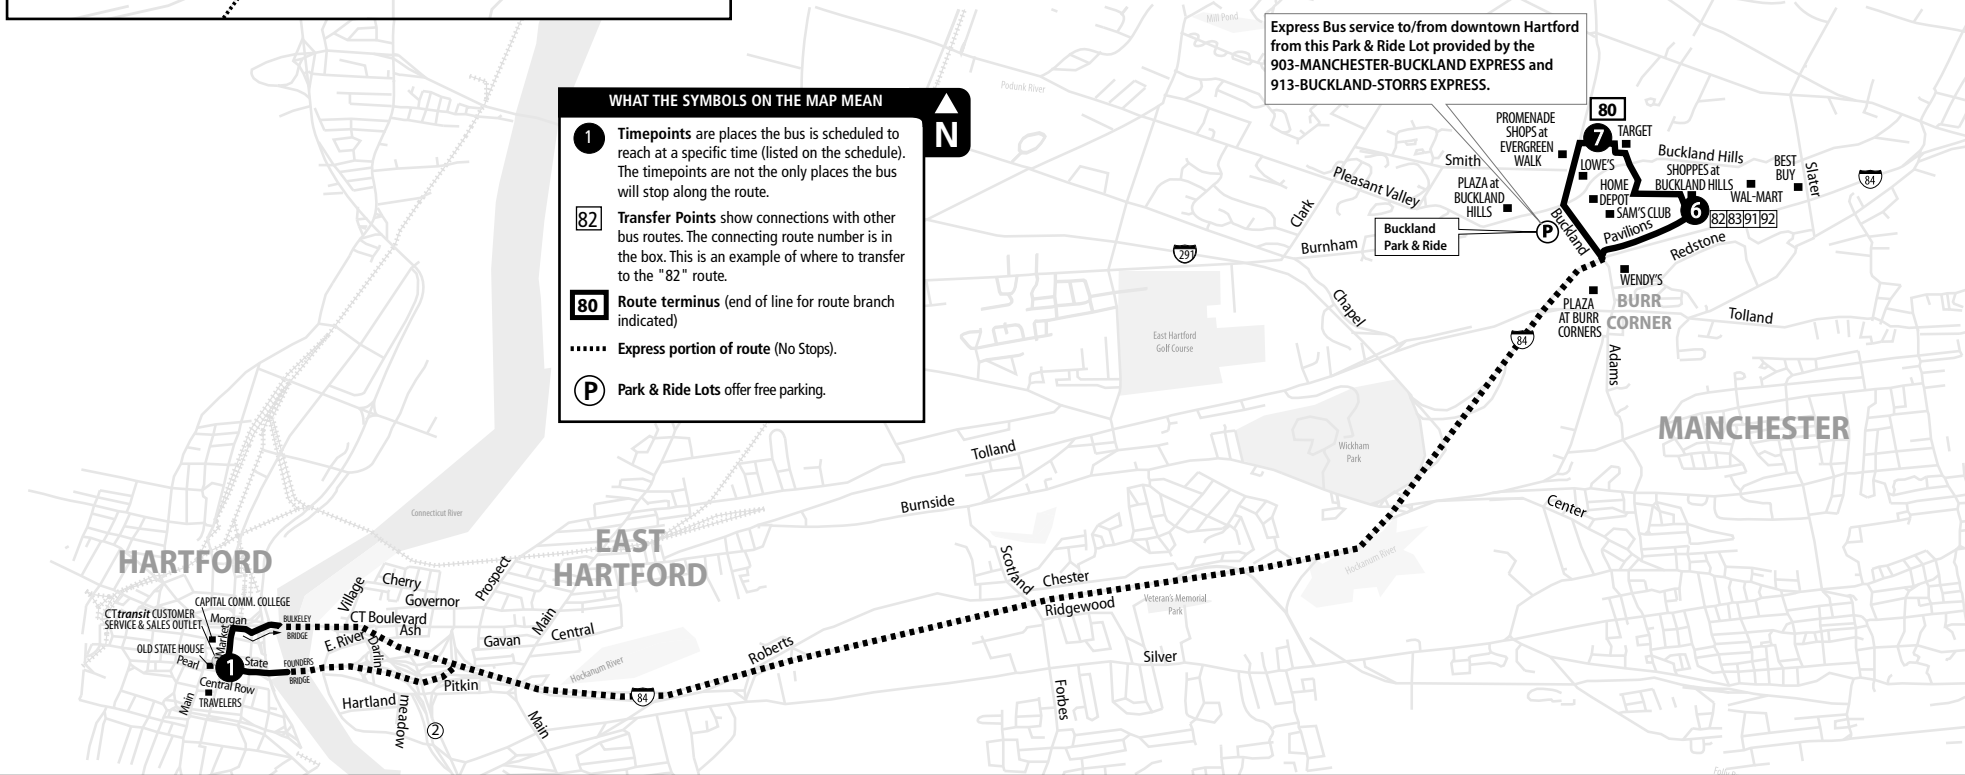 Mill Pond
Express Bus service to/from downtown Hartford
from this Park & Ride Lot provided by the
903-MANCHESTER-BUCKLAND EXPRESS and
913-BUCKLAND-STORRS EXPRESS.
WHAT THE SYMBOLS ON THE MAP MEAN
N
1
Timepoints are places the bus is scheduled to
reach at a specific time (listed on the schedule).
The timepoints are not the only places the bus
will stop along the route.
82
Transfer Points show connections with other
bus routes. The connecting route number is in
the box. This is an example of where to transfer
to the "82" route.
80
Route terminus (end of line for route branch
indicated)
Express portion of route (No Stops).
P
Park & Ride Lots offer free parking.
Podunk River
80
7
TARGET
PROMENADE
SHOPS at
EVERGREEN
WALK
Smith
LOWE'S
Buckland Hills
SHOPPES at
BUCKLAND HILLS
BEST
BUY
Slater
84
Pleasant Valley
PLAZA at
BUCKLAND
HILLS
HOME
DEPOT
WAL-MART
SAM'S CLUB
6
82 83 91 92
Clark
Buckland
Park & Ride
P
Buckland
Pavilions
Redstone
Burnham
291
WENDY'S
Chapel
PLAZA
AT BURR
CORNERS
BURR
CORNER
Tolland
East Hartford
Golf Course
84
Adams
MANCHESTER
Wickham
Park
Tolland
Burnside
Center
Connecticut River
HARTFORD
EAST
HARTFORD
Hockanum River
Scotland
Chester
Ridgewood
Veteran's Memorial
Park
Prospect
Cherry
Village
Governor
CT Boulevard
Ash
Main
Central
Gavan
CAPITAL COMM. COLLEGE
CTtransit CUSTOMER
SERVICE & SALES OUTLET
Morgan
Market
BULKELEY
BRIDGE
E. River
Darlin
OLD STATE HOUSE
Pearl
1
State
FOUNDERS
BRIDGE
Central Row
Main
TRAVELERS
Hartland
meadow
Pitkin
2
Main
Hockanum River
84
Roberts
Silver
Forbes